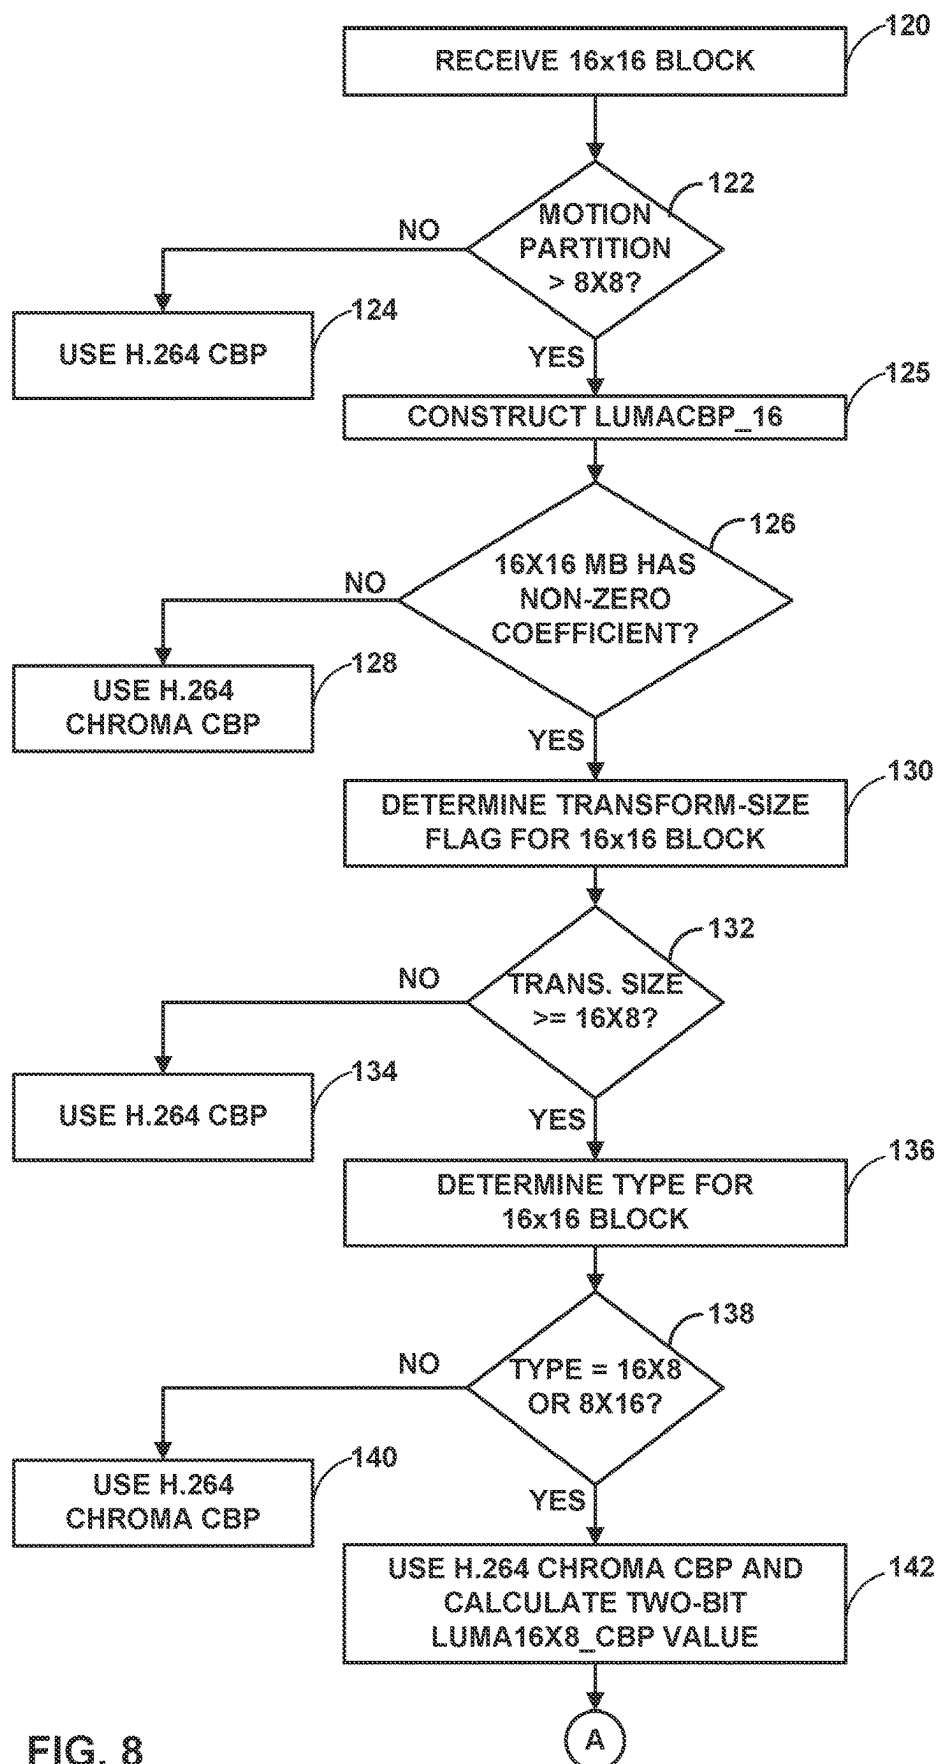 120
RECEIVE 16x16 BLOCK
122
MOTION
PARTITION
> 8X8?
NO
124
USE H.264 CBP
YES
125
CONSTRUCT LUMACBP_16
126
16X16 MB HAS
NON-ZERO
COEFFICIENT?
NO
128
USE H.264
CHROMA CBP
YES
130
DETERMINE TRANSFORM-SIZE
FLAG FOR 16x16 BLOCK
132
TRANS. SIZE
>= 16X8?
NO
134
USE H.264 CBP
YES
136
DETERMINE TYPE FOR
16x16 BLOCK
138
TYPE = 16X8
OR 8X16?
NO
140
USE H.264
CHROMA CBP
YES
142
USE H.264 CHROMA CBP AND
CALCULATE TWO-BIT
LUMA16X8_CBP VALUE
A
FIG. 8